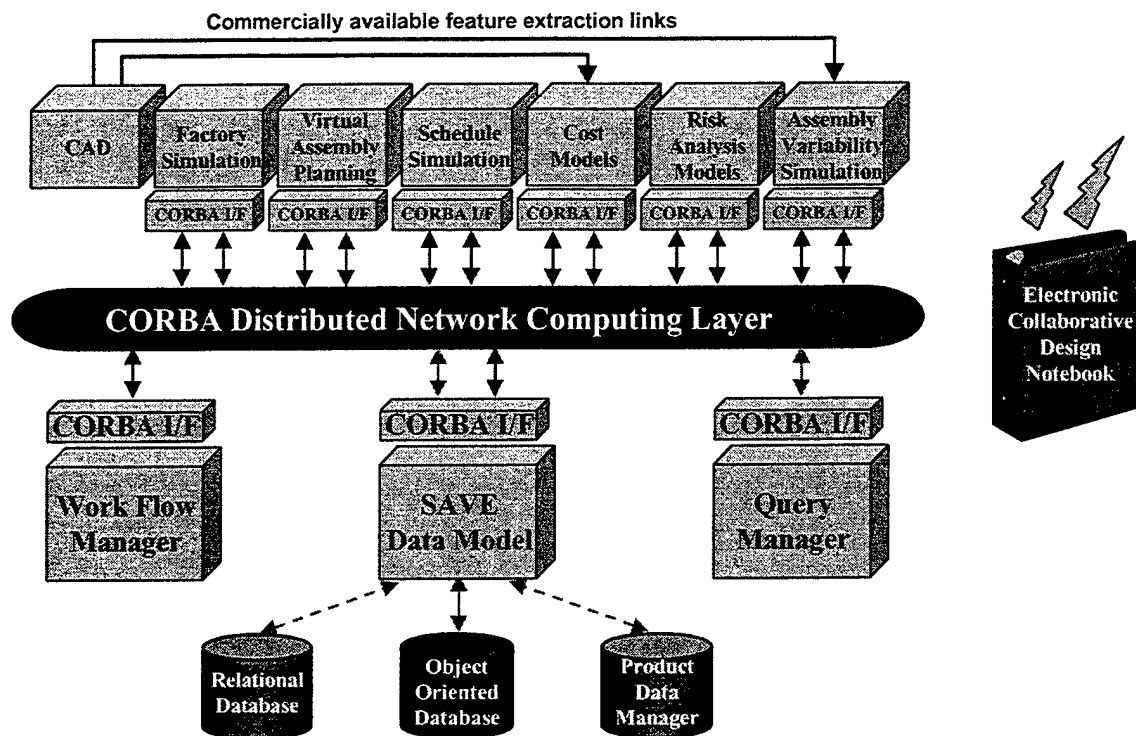 Commercially available feature extraction links
CAD
Factory
Simulation
Virtual
Assembly
Planning
Schedule
Simulation
Cost
Models
Risk
Analysis
Models
Assembly
Variability
Simulation
CORBA I/F
CORBA I/F
CORBA I/F
CORBA I/F
CORBA I/F
CORBA I/F
CORBA Distributed Network Computing Layer
Electronic
Collaborative
Design
Notebook
CORBA I/F
CORBA I/F
CORBA I/F
Work Flow
Manager
SAVE
Data Model
Query
Manager
Relational
Database
Object
Oriented
Database
Product
Data
Manager